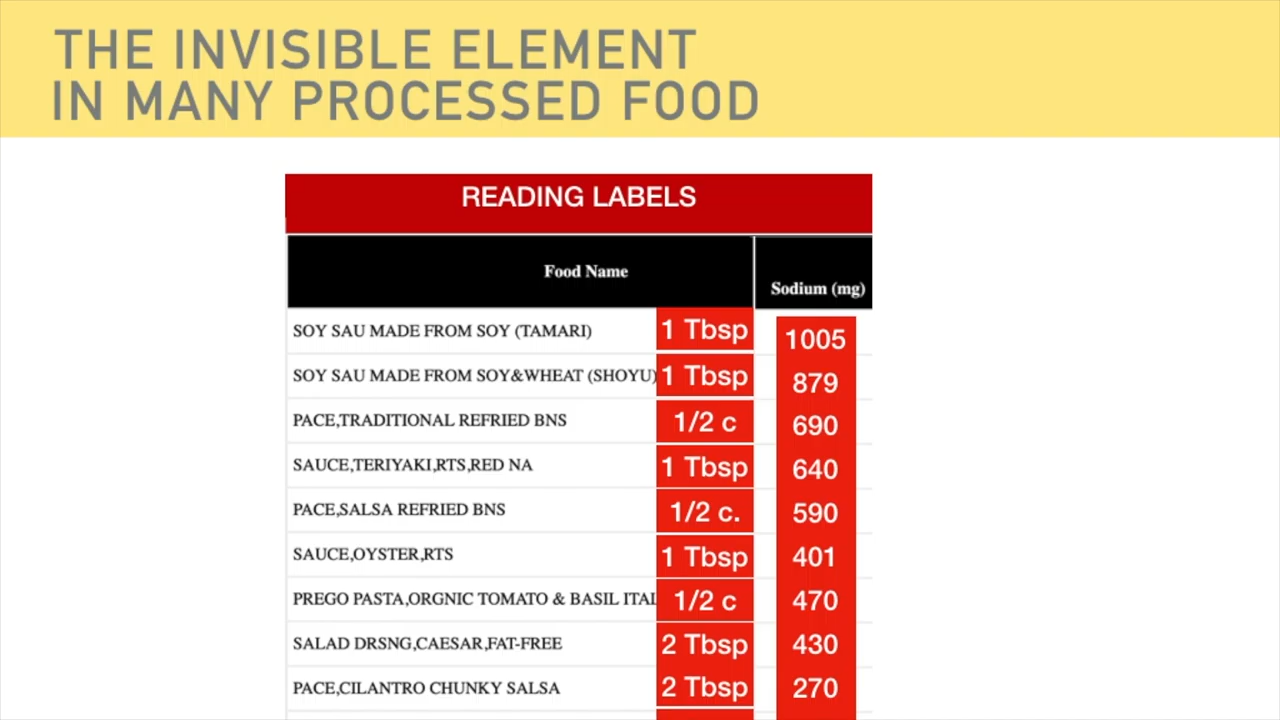 THE INVISIBLE ELEMENT
IN MANY PROCESSED FOOD
READING LABELS
Food Name Sodium (mg)
SOY SAU MADE FROM SOY (TAMARI) 1 Tbsp 1005
SOY SAU MADE FROM SOY&WHEAT (SHOYU) 1 Tbsp 879
PACE,TRADITIONAL REFRIED BNS 1/2 c 690
SAUCE,TERIYAKI,RTS,RED NA 1 Tbsp 640
PACE,SALSA REFRIED BNS 1/2 c. 590
SAUCE,OYSTER,RTS 1 Tbsp 401
PREGO PASTA,ORGNIC TOMATO & BASIL ITAL 1/2 c 470
SALAD DRSNG,CAESAR,FAT-FREE 2 Tbsp 430
PACE,CILANTRO CHUNKY SALSA 2 Tbsp 270